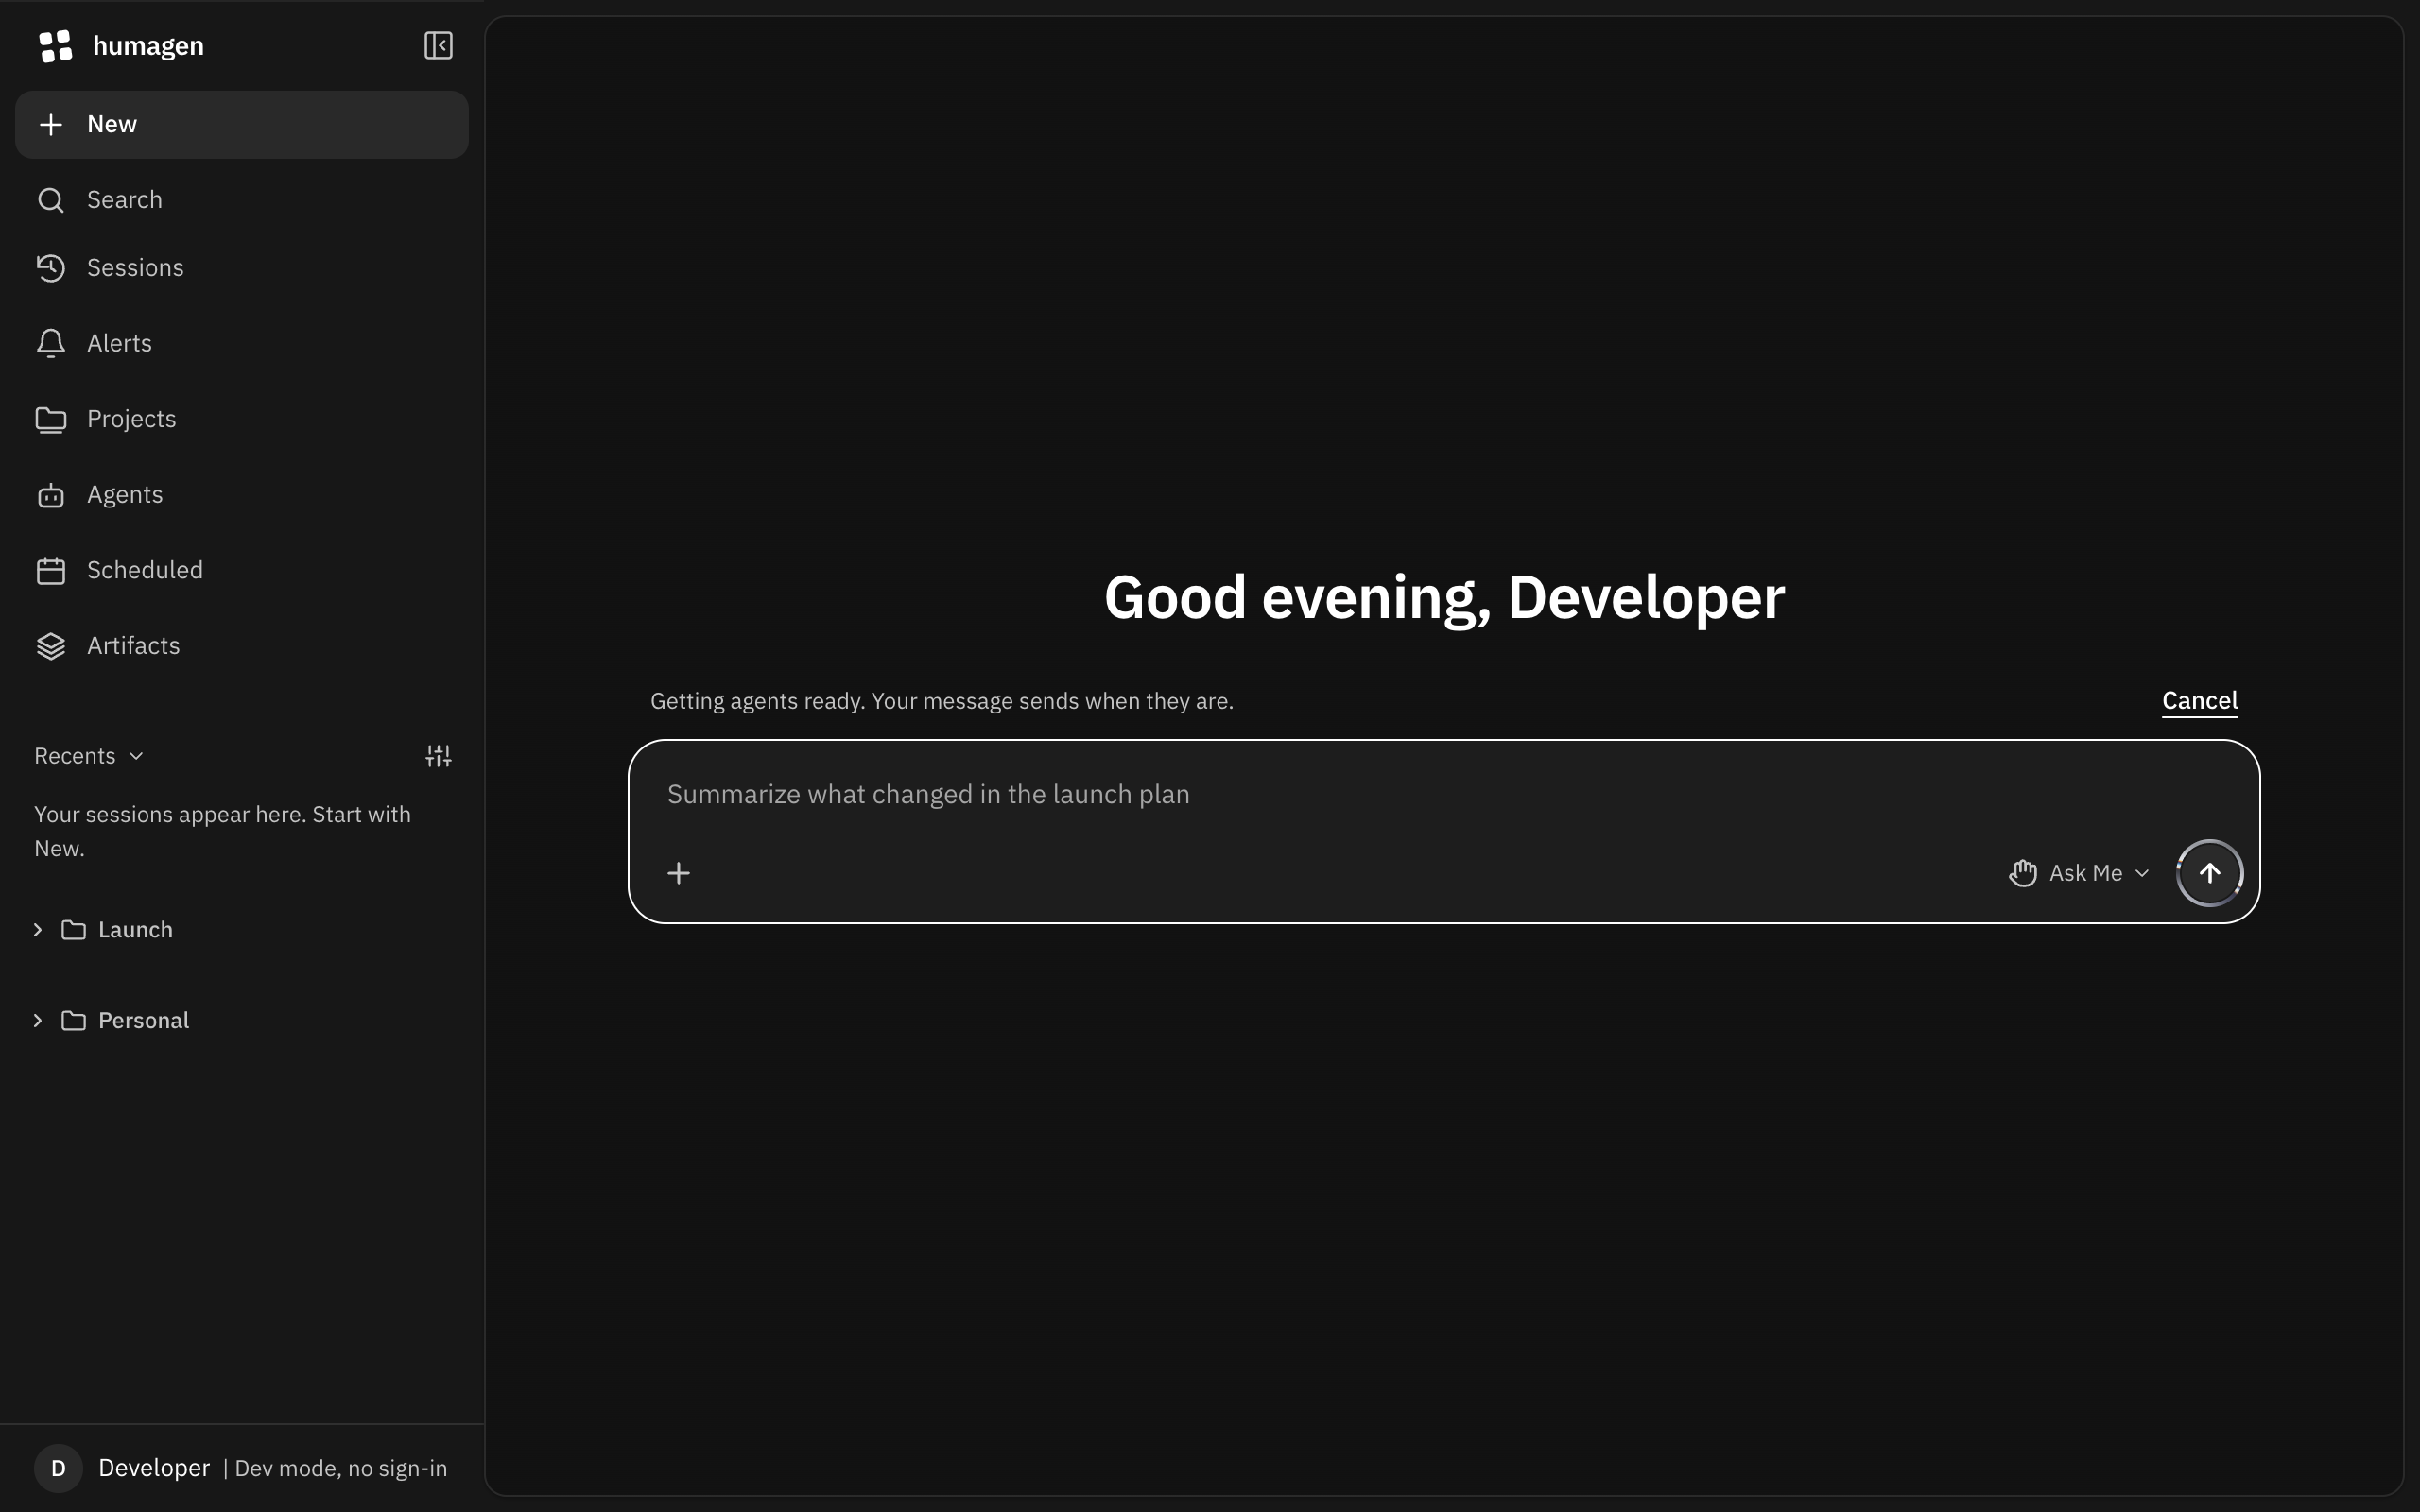 humagen
New
Search
Sessions
Alerts
Projects
Agents
Scheduled
Artifacts
Recents
Your sessions appear here. Start with
New.
Launch
Personal
D Developer | Dev mode, no sign-in
Good evening, Developer
Getting agents ready. Your message sends when they are. Cancel
Summarize what changed in the launch plan
Ask Me